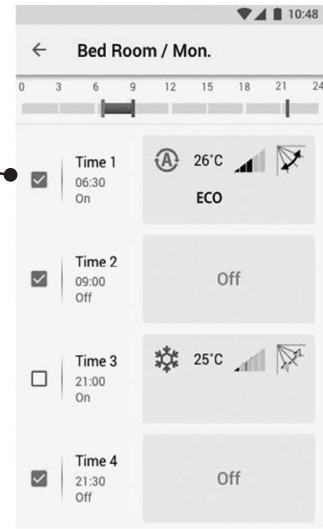 10:48
Bed Room / Mon.
0 3 6 9 12 15 18 21 24
Time 1
06:30
On
A 26°C
ECO
Time 2
09:00
Off
Off
Time 3
21:00
On
25°C
Time 4
21:30
Off
Off